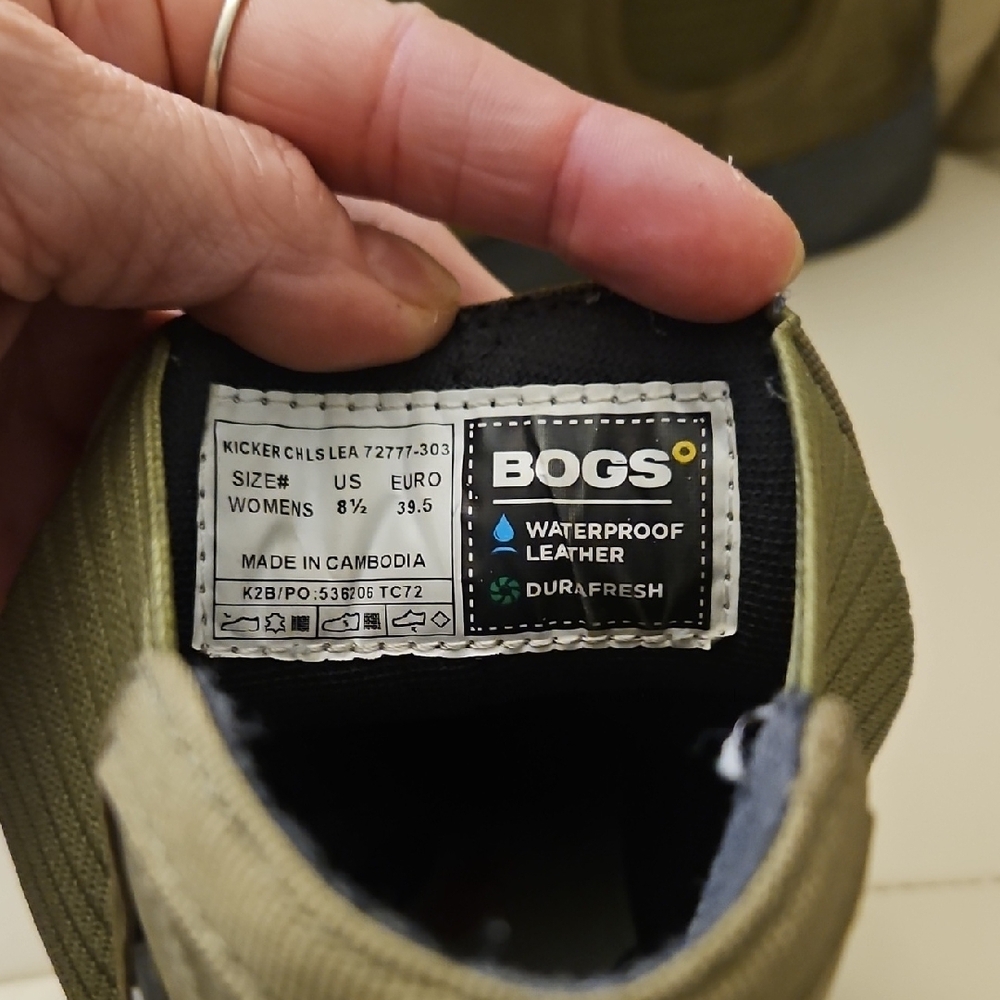 KICKER CHLS LEA 72777-303
SIZE# US EURO
WOMENS 8½ 39.5
MADE IN CAMBODIA
K2B/PO:536206 TC72
BOGS
WATERPROOF
LEATHER
DURAFRESH